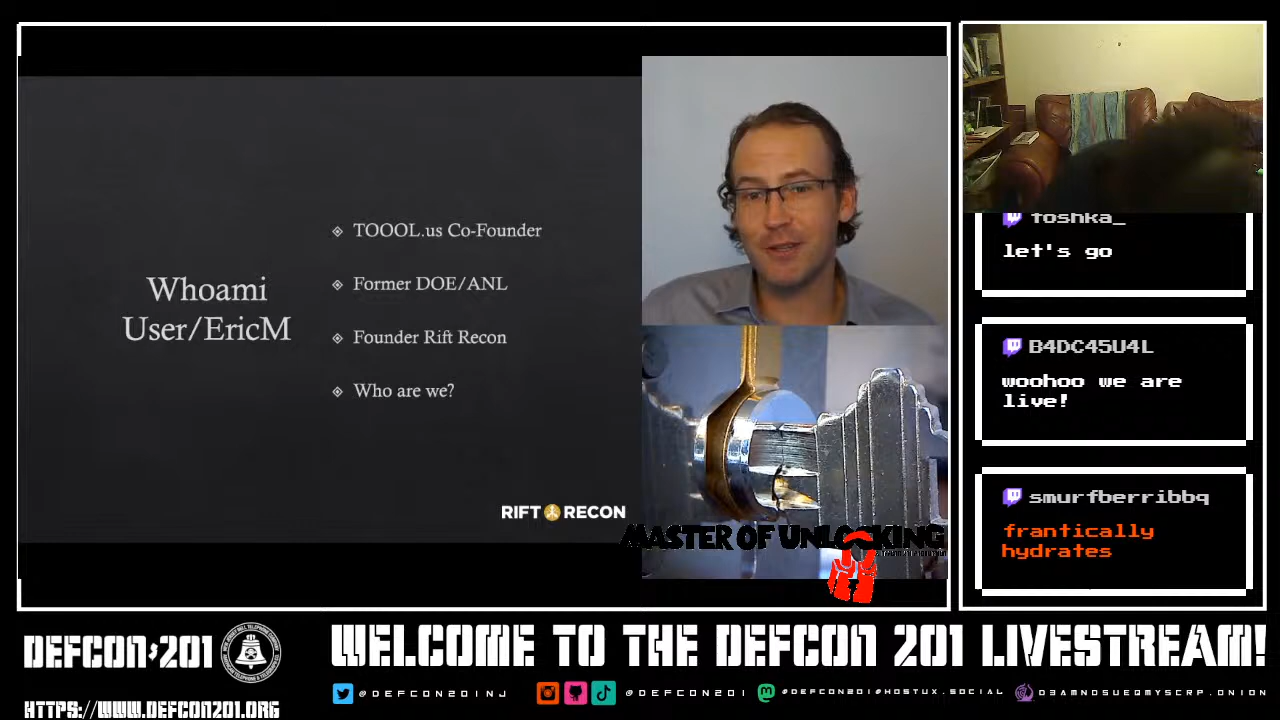 Whoami
User/EricM
TOOOL.us Co-Founder
Former DOE/ANL
Founder Rift Recon
Who are we?
RIFT RECON
MASTER OF UNLOCKING
toshka_
let's go
B4DC45U4L
woohoo we are
live!
smurfberribbq
frantically
hydrates
DEFCON 201
WELCOME TO THE DEFCON 201 LIVESTREAM!
HTTPS://WWW.DEFCON201.ORG
@DEFCON201NJ
@DEFCON201
@DEFCON201@HOSTUX.SOCIAL